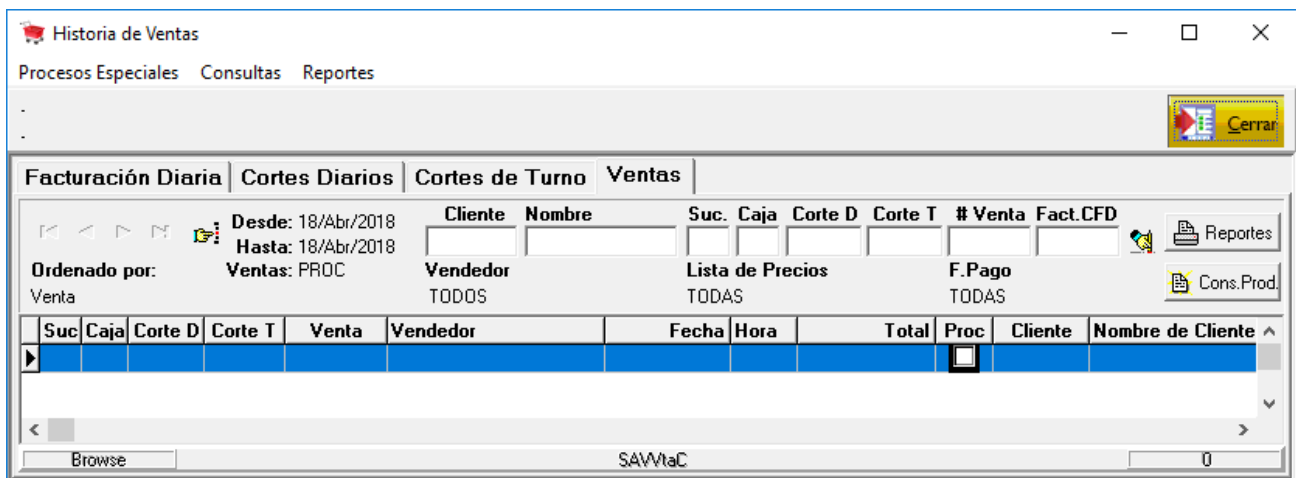 Historia de Ventas
Procesos Especiales Consultas Reportes
-
-
Cerrar
Facturación Diaria Cortes Diarios Cortes de Turno Ventas
Desde: 18/Abr/2018 Cliente Nombre Suc. Caja Corte D Corte T # Venta Fact.CFD
Hasta: 18/Abr/2018 Reportes
Ordenado por: Ventas: PROC Vendedor Lista de Precios F.Pago
Venta TODOS TODAS TODAS Cons.Prod.
Suc Caja Corte D Corte T Venta Vendedor Fecha Hora Total Proc Cliente Nombre de Cliente
Browse SAVVtaC 0